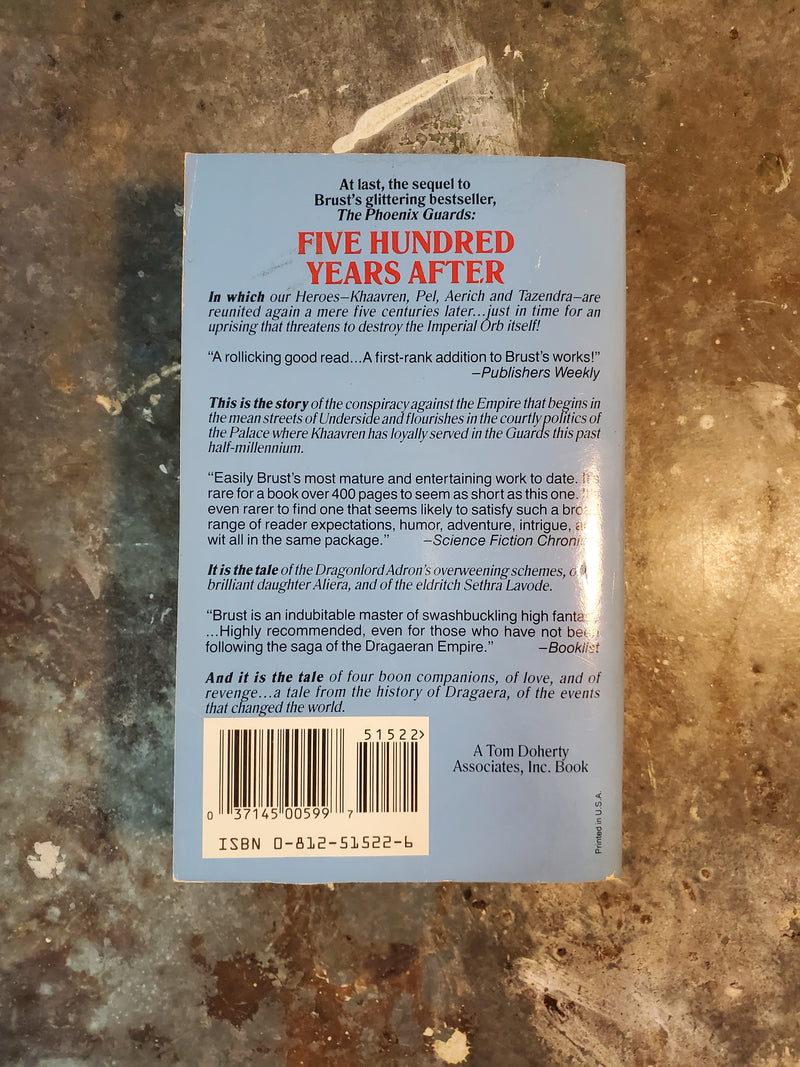 At last, the sequel to
Brust's glittering bestseller,
The Phoenix Guards:
FIVE HUNDRED
YEARS AFTER
In which our Heroes—Khaavren, Pel, Aerich and Tazendra—are
reunited again a mere five centuries later...just in time for an
uprising that threatens to destroy the Imperial Orb itself!
"A rollicking good read...A first-rank addition to Brust's works!"
—Publishers Weekly
This is the story of the conspiracy against the Empire that begins in
the mean streets of Underside and flourishes in the courtly politics of
the Palace where Khaavren has loyally served in the Guards this past
half-millennium.
"Easily Brust's most mature and entertaining work to date. It's
rare for a book over 400 pages to seem as short as this one.
even rarer to find one that seems likely to satisfy such a broad
range of reader expectations, humor, adventure, intrigue,
wit all in the same package." —Science Fiction Chronicle
It is the tale of the Dragonlord Adron's overweening schemes, of
brilliant daughter Aliera, and of the eldritch Sethra Lavode.
"Brust is an indubitable master of swashbuckling high fantasy
...Highly recommended, even for those who have not been
following the saga of the Dragaeran Empire." —Booklist
And it is the tale of four boon companions, of love, and of
revenge...a tale from the history of Dragaera, of the events
that changed the world.
51522>
0 37145 00599 7
ISBN 0-812-51522-6
A Tom Doherty
Associates, Inc. Book
Printed in U.S.A.